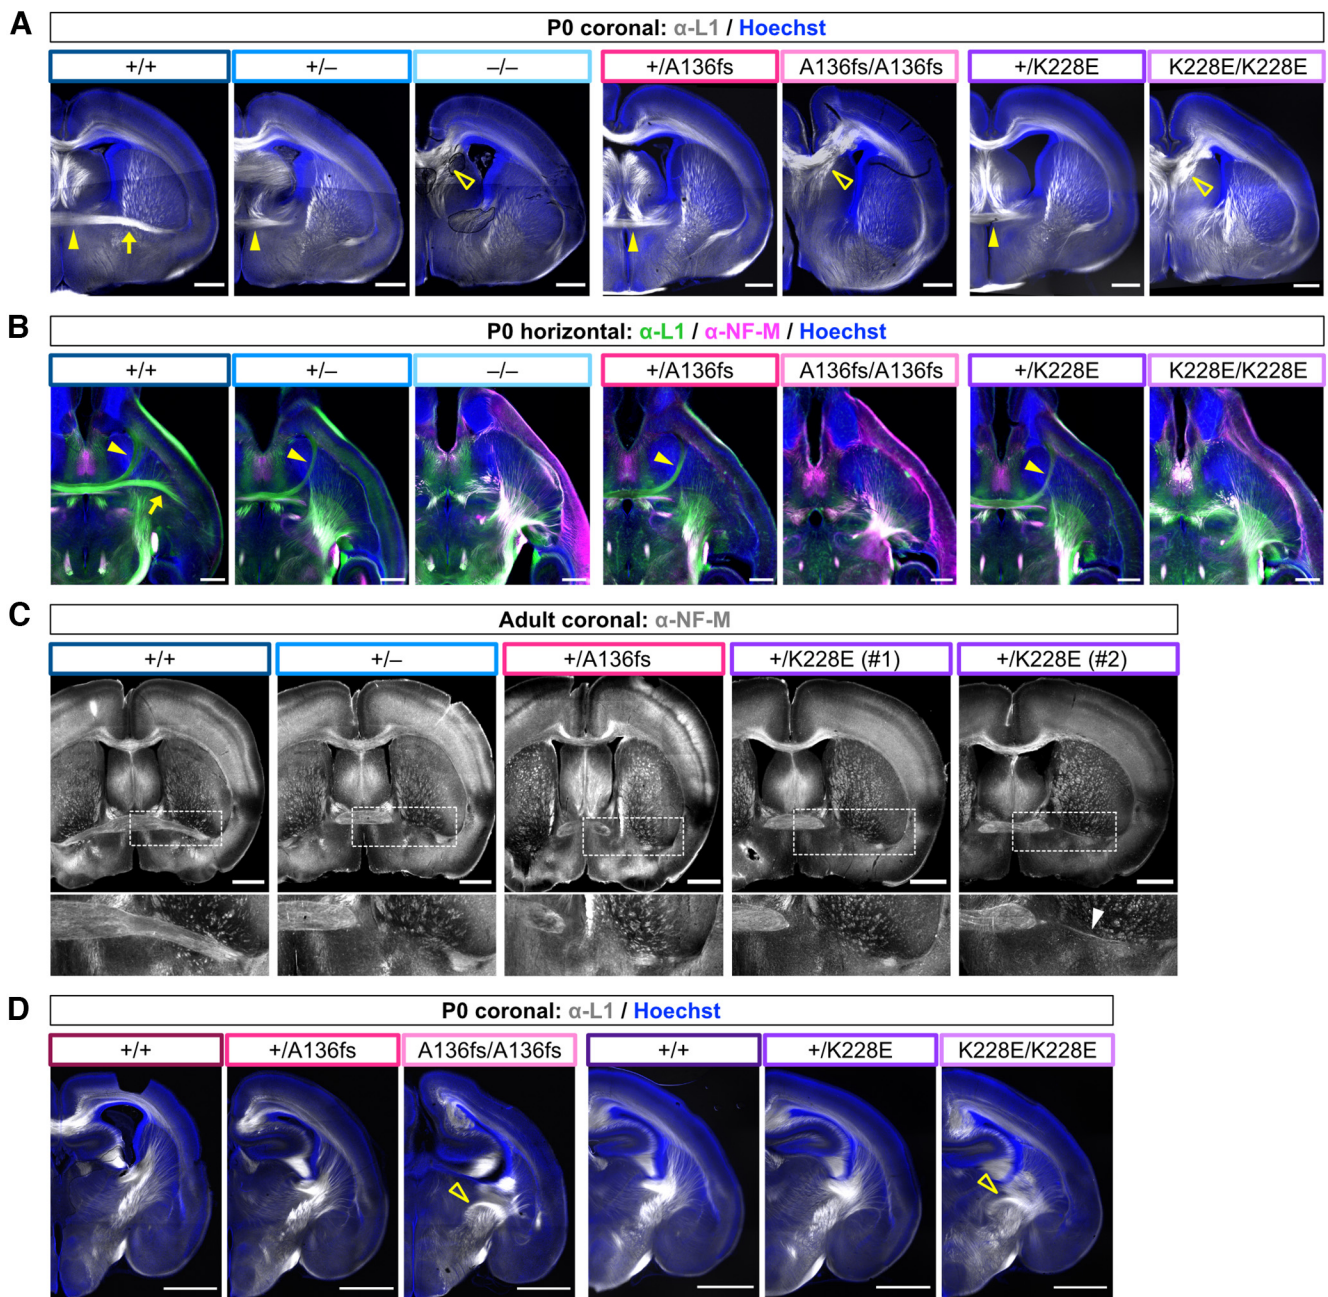 A
P0 coronal: α-L1 / Hoechst
+/+ +/– –/– +/A136fs A136fs/A136fs +/K228E K228E/K228E
B
P0 horizontal: α-L1 / α-NF-M / Hoechst
+/+ +/– –/– +/A136fs A136fs/A136fs +/K228E K228E/K228E
C
Adult coronal: α-NF-M
+/+ +/– +/A136fs +/K228E (#1) +/K228E (#2)
D
P0 coronal: α-L1 / Hoechst
+/+ +/A136fs A136fs/A136fs +/+ +/K228E K228E/K228E